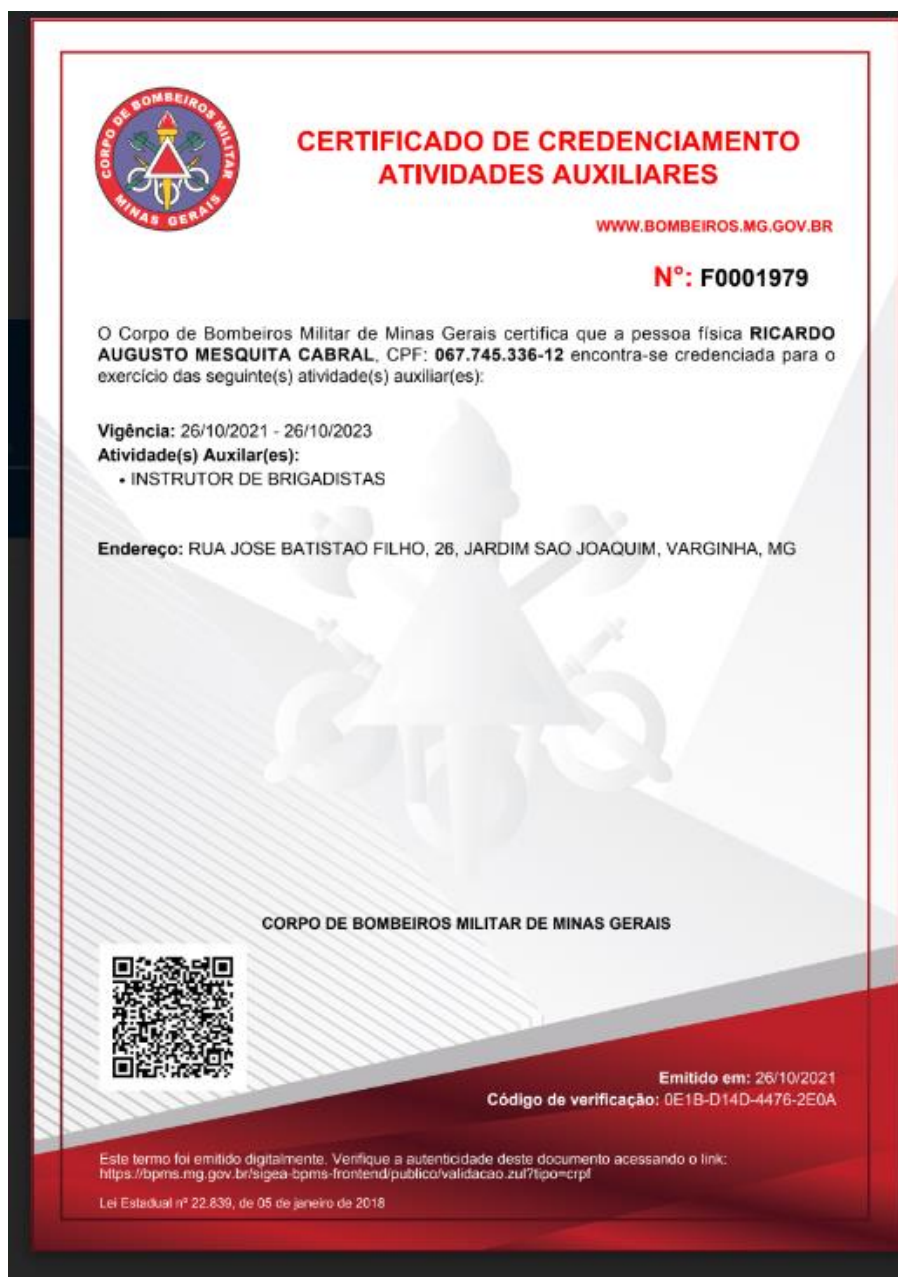 CORPO DE BOMBEIROS MILITAR
MINAS GERAIS
CERTIFICADO DE CREDENCIAMENTO
ATIVIDADES AUXILIARES
WWW.BOMBEIROS.MG.GOV.BR
N°: F0001979
O Corpo de Bombeiros Militar de Minas Gerais certifica que a pessoa física RICARDO
AUGUSTO MESQUITA CABRAL, CPF: 067.745.336-12 encontra-se credenciada para o
exercício das seguinte(s) atividade(s) auxiliar(es):
Vigência: 26/10/2021 - 26/10/2023
Atividade(s) Auxilar(es):
• INSTRUTOR DE BRIGADISTAS
Endereço: RUA JOSE BATISTAO FILHO, 26, JARDIM SAO JOAQUIM, VARGINHA, MG
CORPO DE BOMBEIROS MILITAR DE MINAS GERAIS
Emitido em: 26/10/2021
Código de verificação: 0E1B-D14D-4476-2E0A
Este termo foi emitido digitalmente. Verifique a autenticidade deste documento acessando o link:
https://bpms.mg.gov.br/sigea-bpms-frontend/publico/validacao.zul?tipo=crpf
Lei Estadual nº 22.839, de 05 de janeiro de 2018